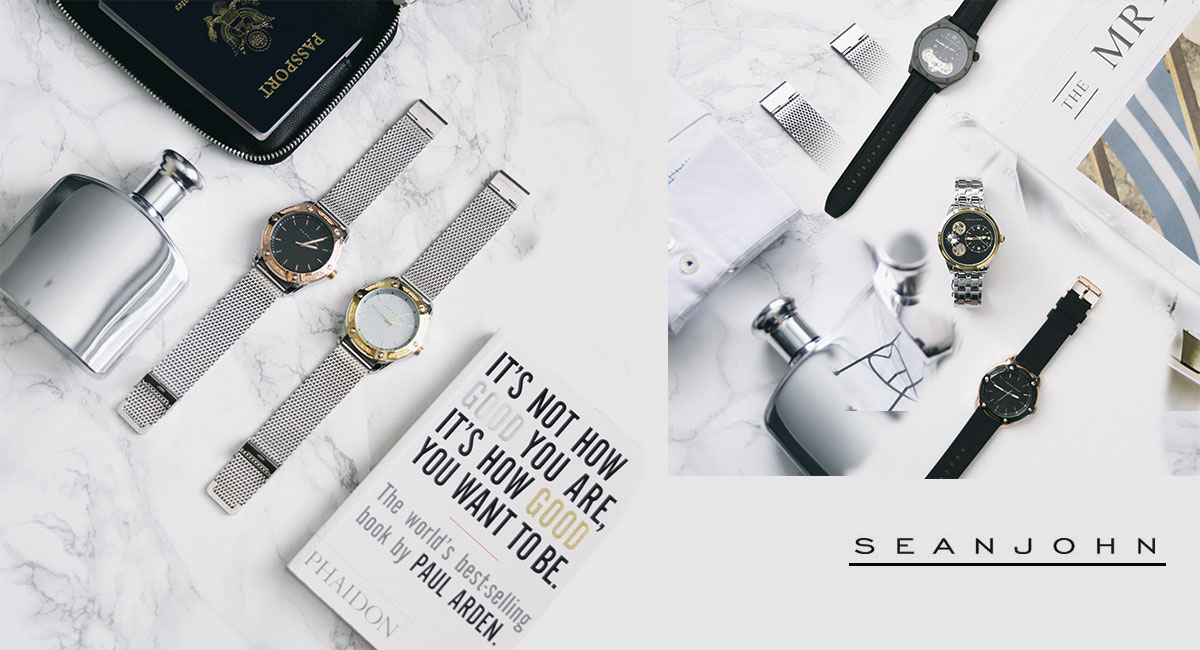 PASSPORT
IT'S NOT HOW
GOOD YOU ARE,
IT'S HOW GOOD
YOU WANT TO BE.
The world's best-selling
book by PAUL ARDEN.
PHAIDON
THE
MR
SEANJOHN